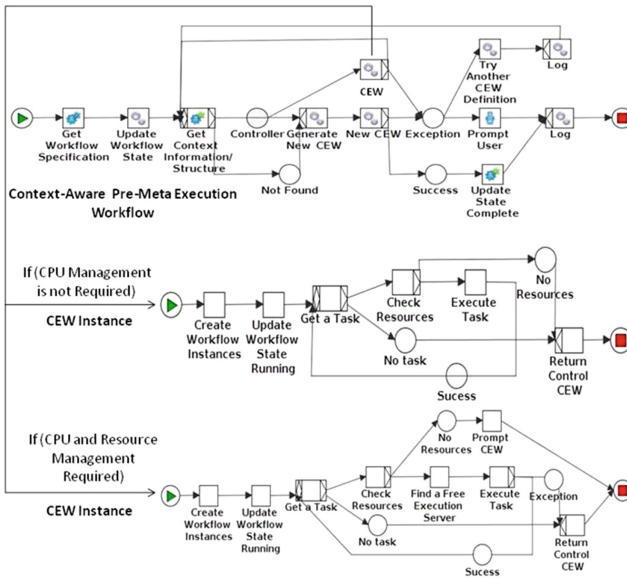 CEW
Try
Another
CEW
Definition
Log
Get
Workflow
Specification
Update
Workflow
State
Get
Context
Information/
Structure
Controller
Generate
New CEW
New CEW
Exception
Prompt
User
Log
Not Found
Success
Update
State
Complete
Context-Aware Pre-Meta Execution
Workflow
If (CPU Management
is not Required)
CEW Instance
Create
Workflow
Instances
Update
Workflow
State
Running
Get a Task
Check
Resources
Execute
Task
No
Resources
No task
Return
Control
CEW
Sucess
If (CPU and Resource
Management
Required)
CEW Instance
Create
Workflow
Instances
Update
Workflow
State
Running
Get a Task
No
Resources
Prompt
CEW
Check
Resources
Find a Free
Execution
Server
Execute
Task
Exception
No task
Return
Control
CEW
Sucess